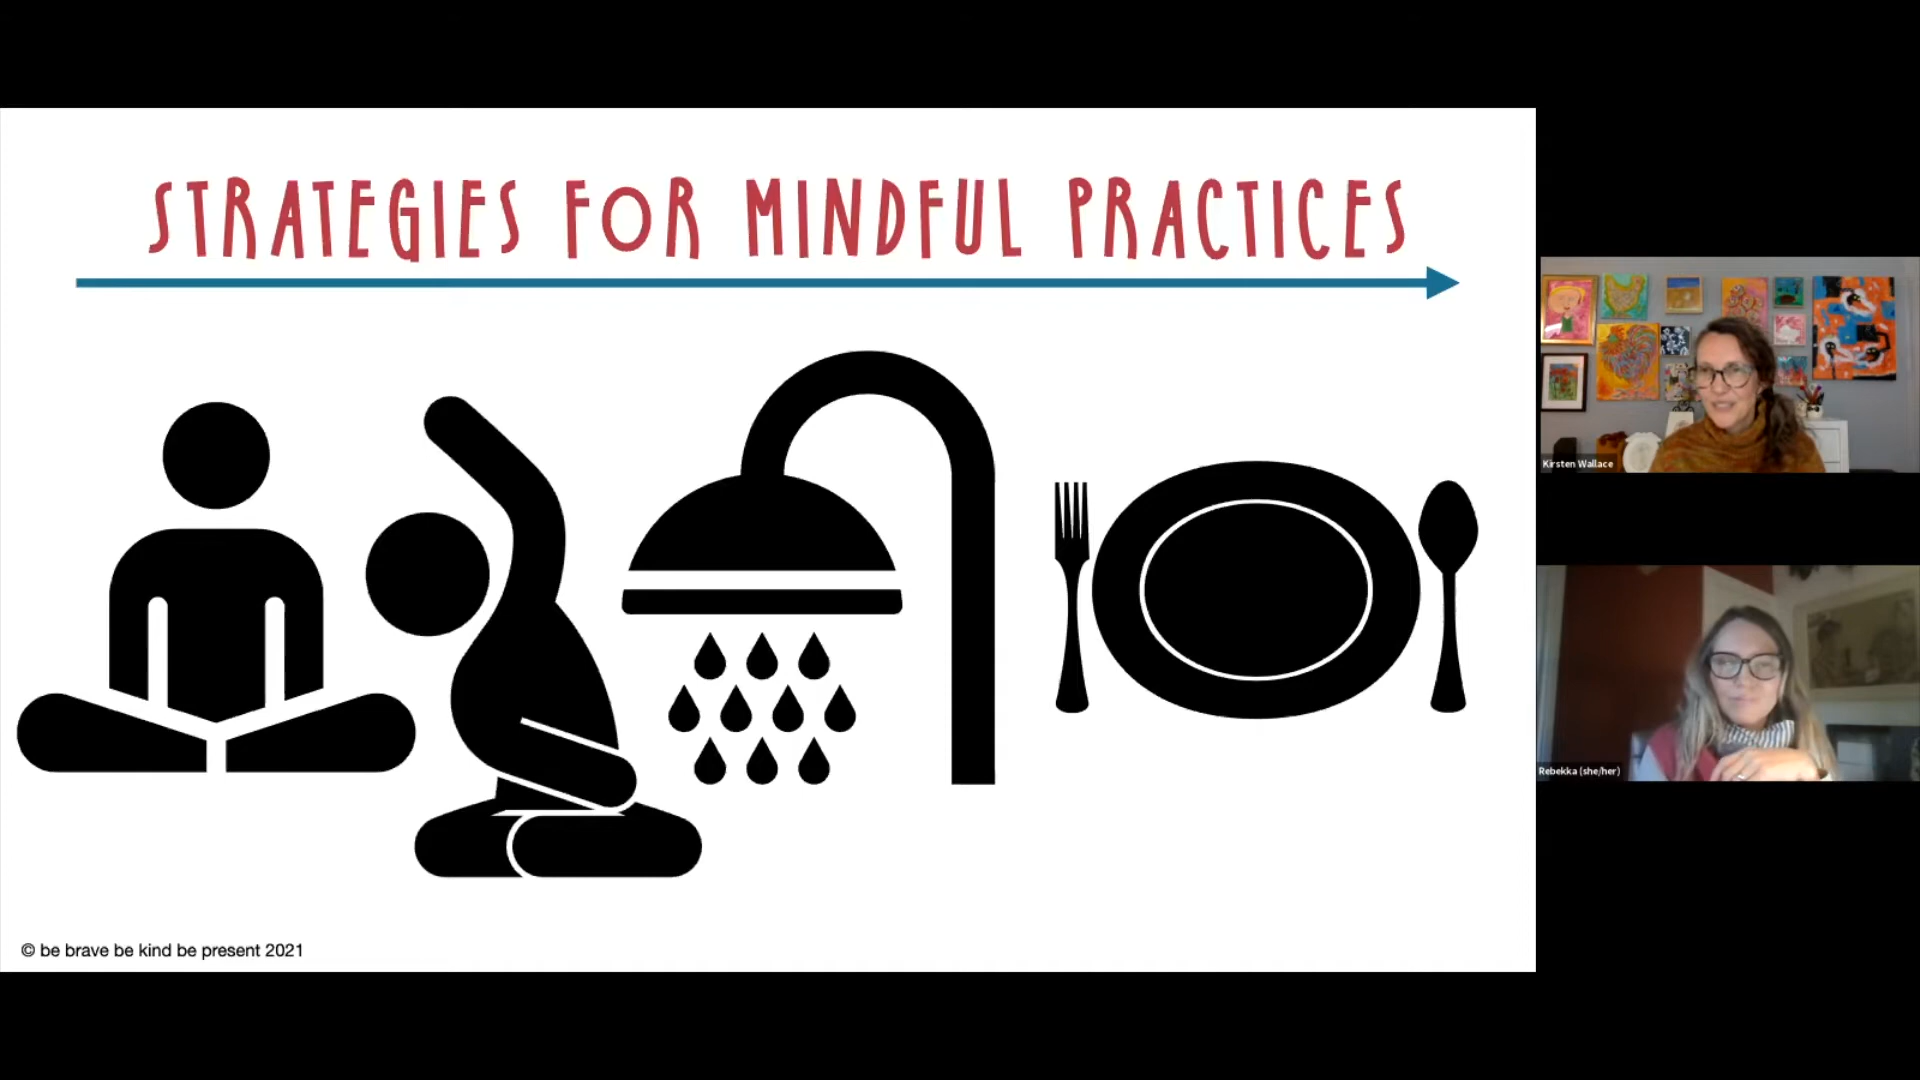 STRATEGIES FOR MINDFUL PRACTICES
Kirsten Wallace
Rebekka (she/her)
© be brave be kind be present 2021